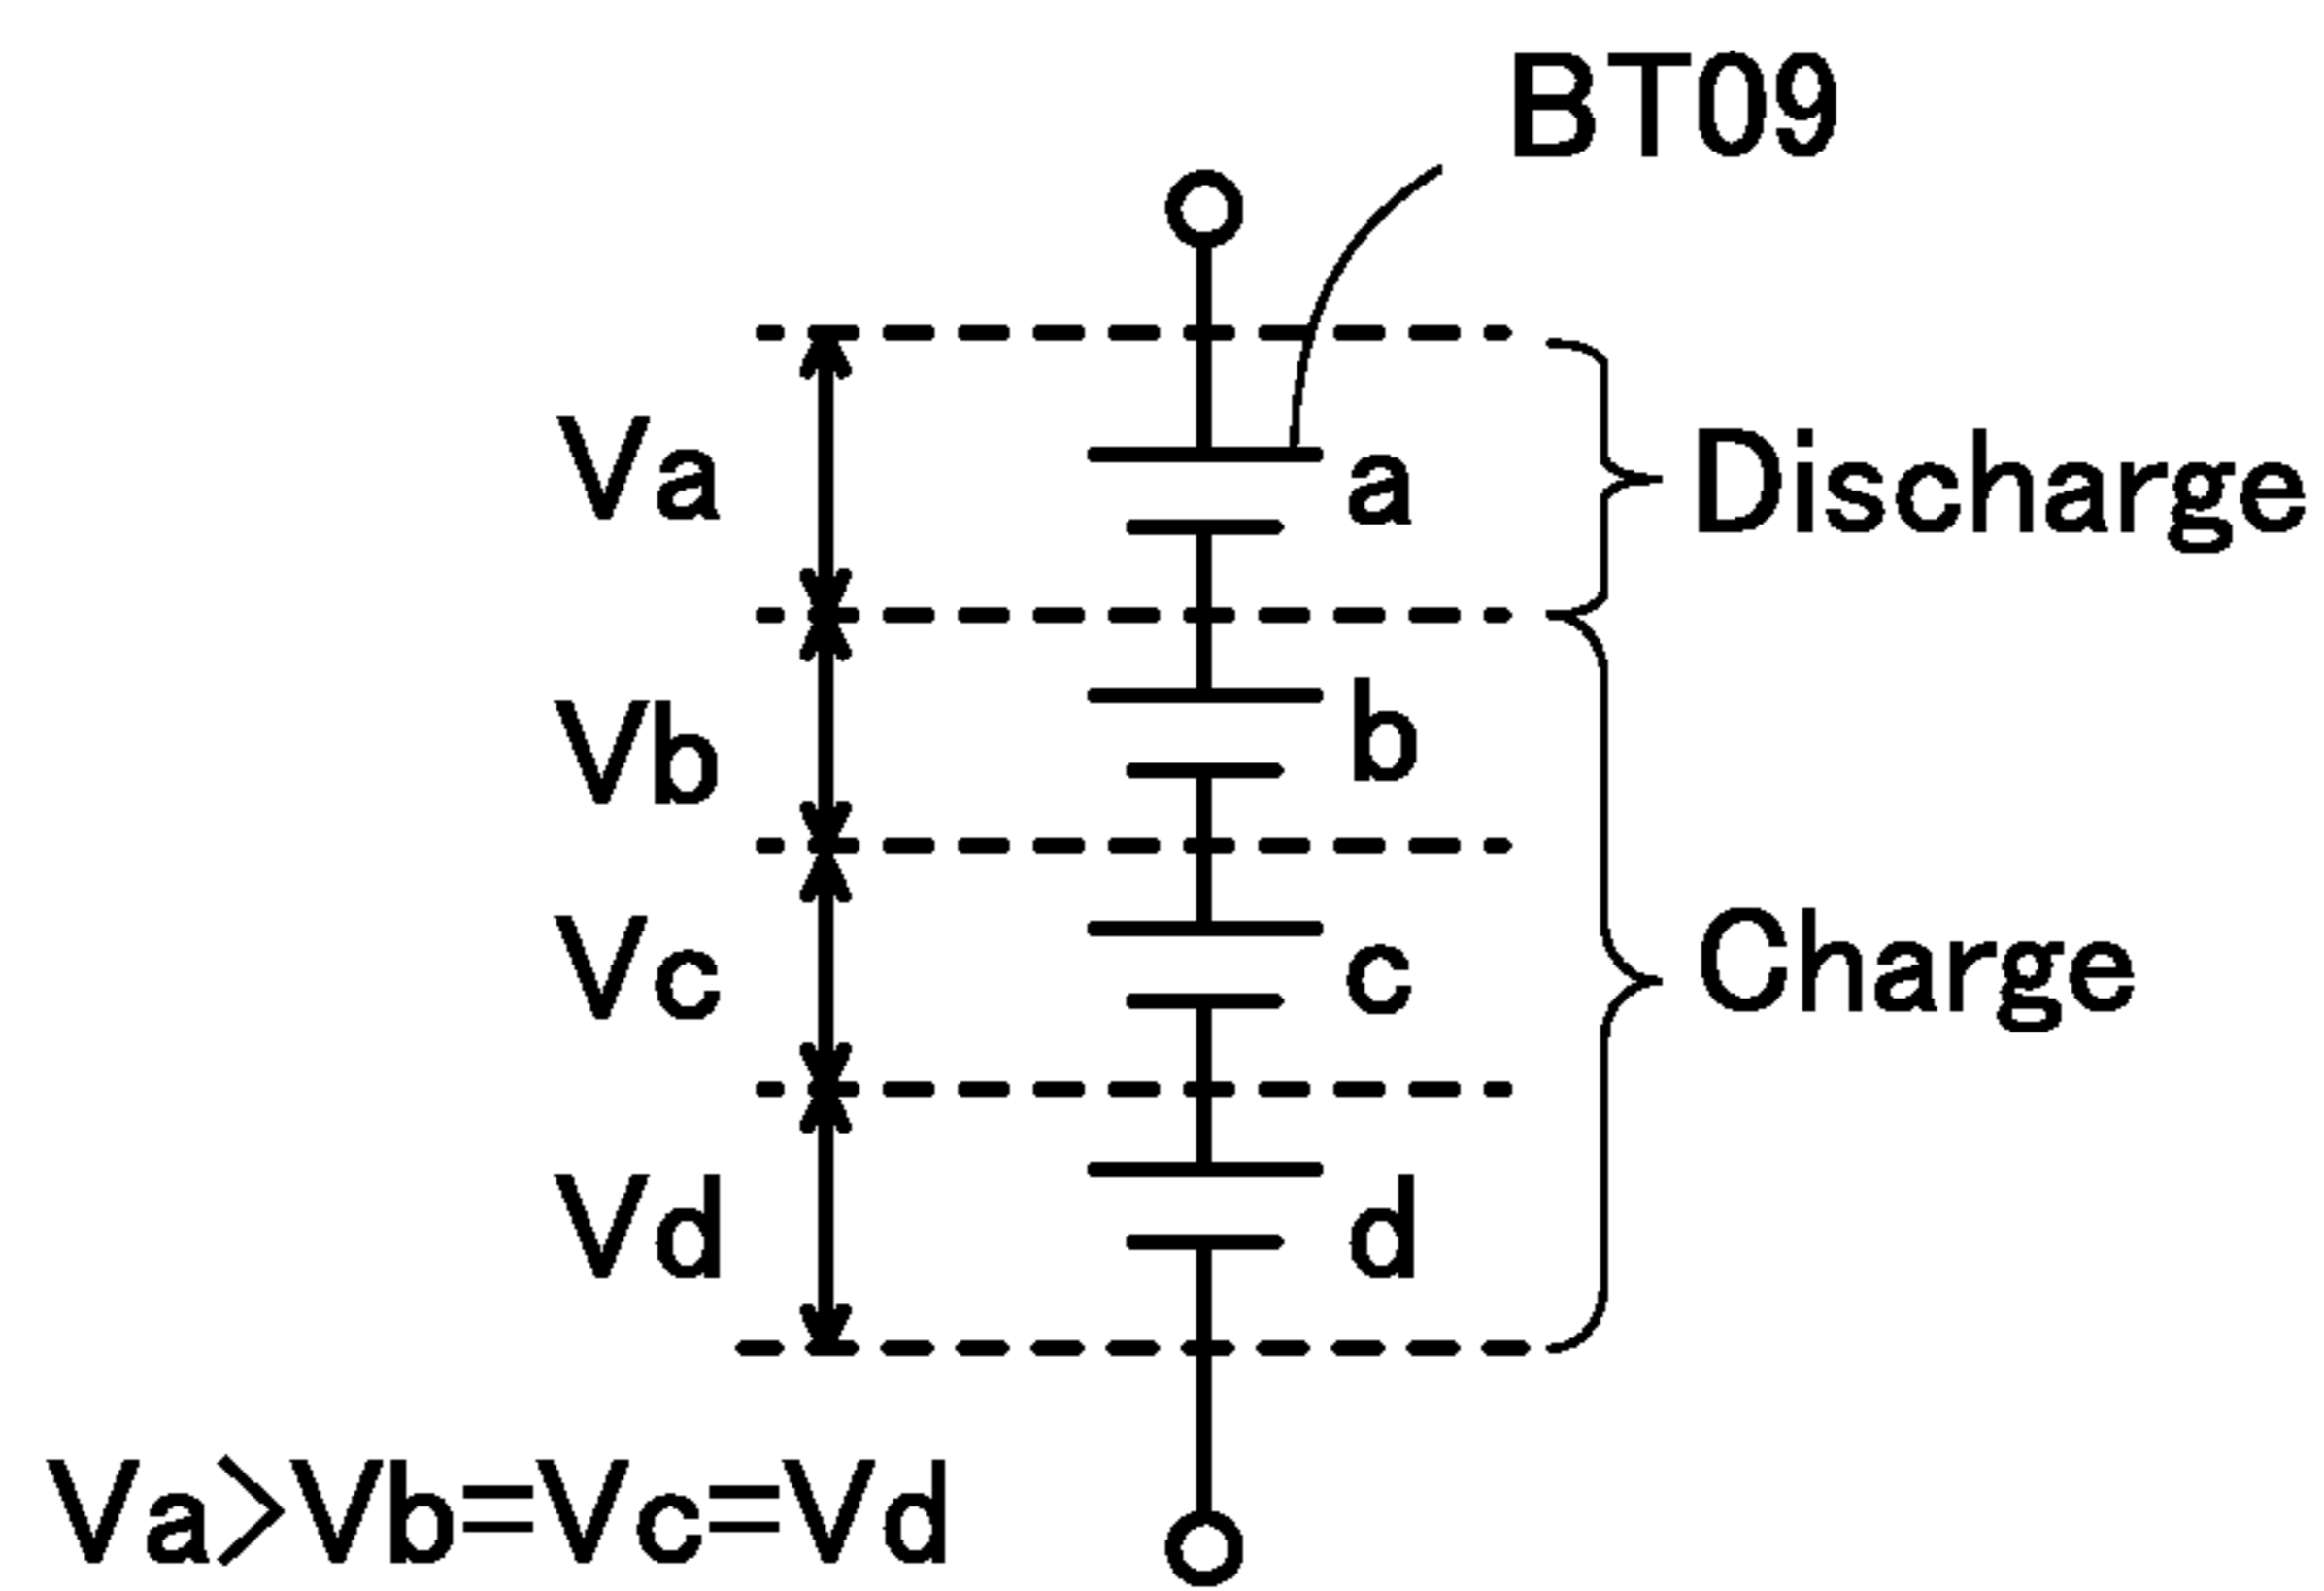 BT09
Va
a
Discharge
Vb
b
Vc
c
Charge
Vd
d
Va>Vb=Vc=Vd